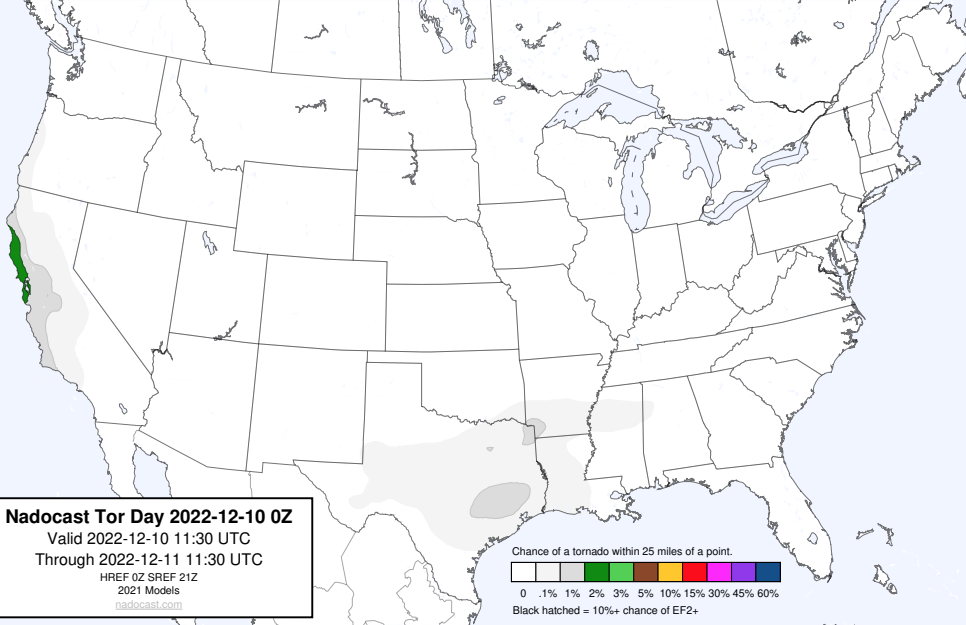 Nadocast Tor Day 2022-12-10 0Z
Valid 2022-12-10 11:30 UTC
Through 2022-12-11 11:30 UTC
HREF 0Z SREF 21Z
2021 Models
nadocast.com
Chance of a tornado within 25 miles of a point.
0 .1% 1% 2% 3% 5% 10% 15% 30% 45% 60%
Black hatched = 10%+ chance of EF2+